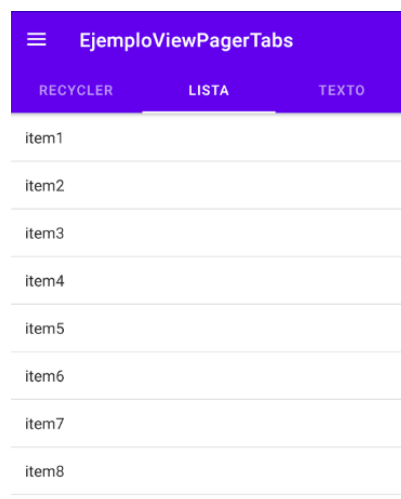 EjemploViewPagerTabs
RECYCLER LISTA TEXTO
item1
item2
item3
item4
item5
item6
item7
item8